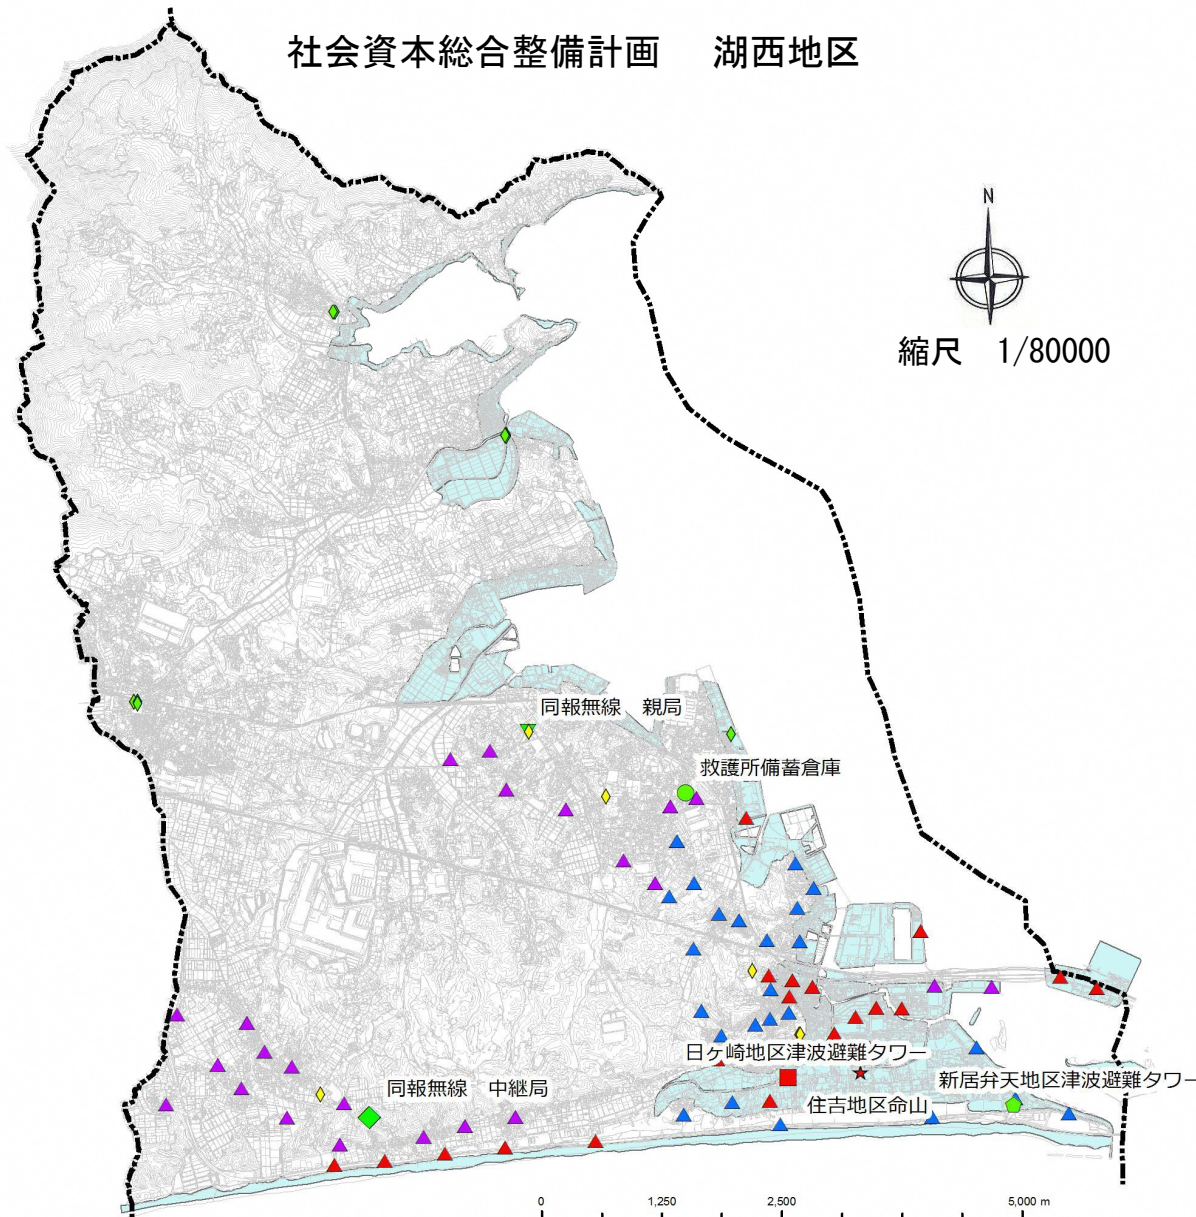 社会資本総合整備計画　湖西地区
N
縮尺　1/80000
同報無線　親局
救護所備蓄倉庫
日ヶ崎地区津波避難タワー
新居弁天地区津波避難タワー
同報無線　中継局
住吉地区命山
0 1,250 2,500 5,000 m